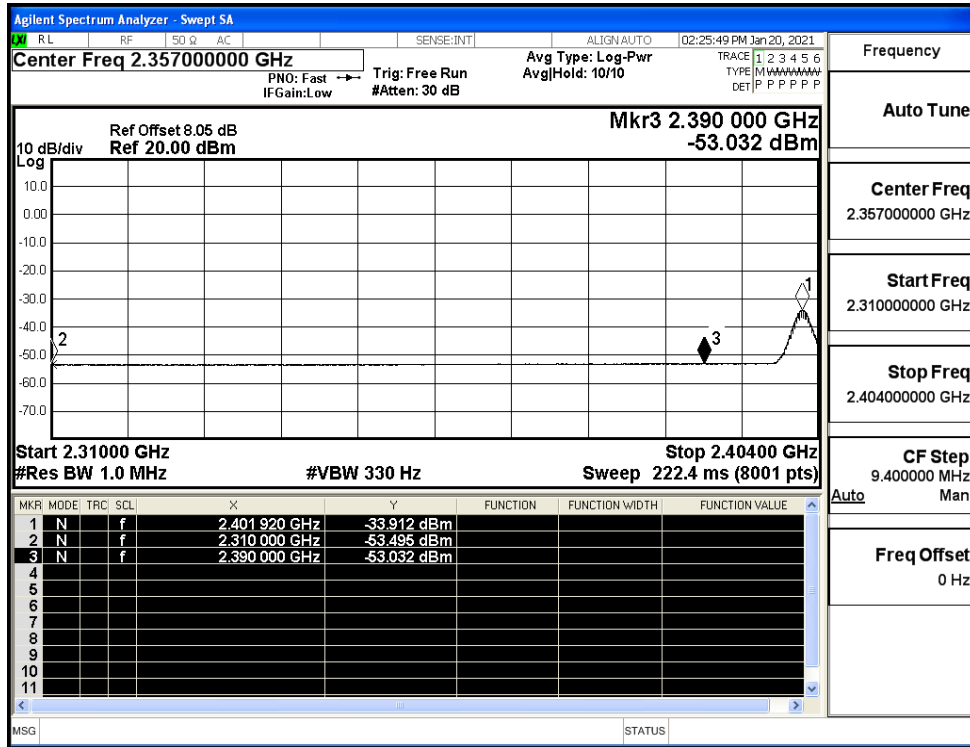 Agilent Spectrum Analyzer - Swept SA
LXI RL RF 50 Ω AC SENSE:INT ALIGN AUTO 02:25:49 PM Jan 20, 2021
Center Freq 2.357000000 GHz
PNO: Fast
IFGain:Low
Trig: Free Run
#Atten: 30 dB
Avg Type: Log-Pwr
Avg|Hold: 10/10
TRACE 1 2 3 4 5 6
TYPE M
DET P P P P P P
Ref Offset 8.05 dB
10 dB/div Ref 20.00 dBm
Log
Mkr3 2.390 000 GHz
-53.032 dBm
10.0
0.00
-10.0
-20.0
-30.0
-40.0
-50.0
-60.0
-70.0
1
2
3
Start 2.31000 GHz Stop 2.40400 GHz
#Res BW 1.0 MHz #VBW 330 Hz Sweep 222.4 ms (8001 pts)
MKR MODE TRC SCL X Y FUNCTION FUNCTION WIDTH FUNCTION VALUE
1 N f 2.401 920 GHz -33.912 dBm
2 N f 2.310 000 GHz -53.495 dBm
3 N f 2.390 000 GHz -53.032 dBm
4
5
6
7
8
9
10
11
MSG STATUS
Frequency
Auto Tune
Center Freq
2.357000000 GHz
Start Freq
2.310000000 GHz
Stop Freq
2.404000000 GHz
CF Step
9.400000 MHz
Auto Man
Freq Offset
0 Hz